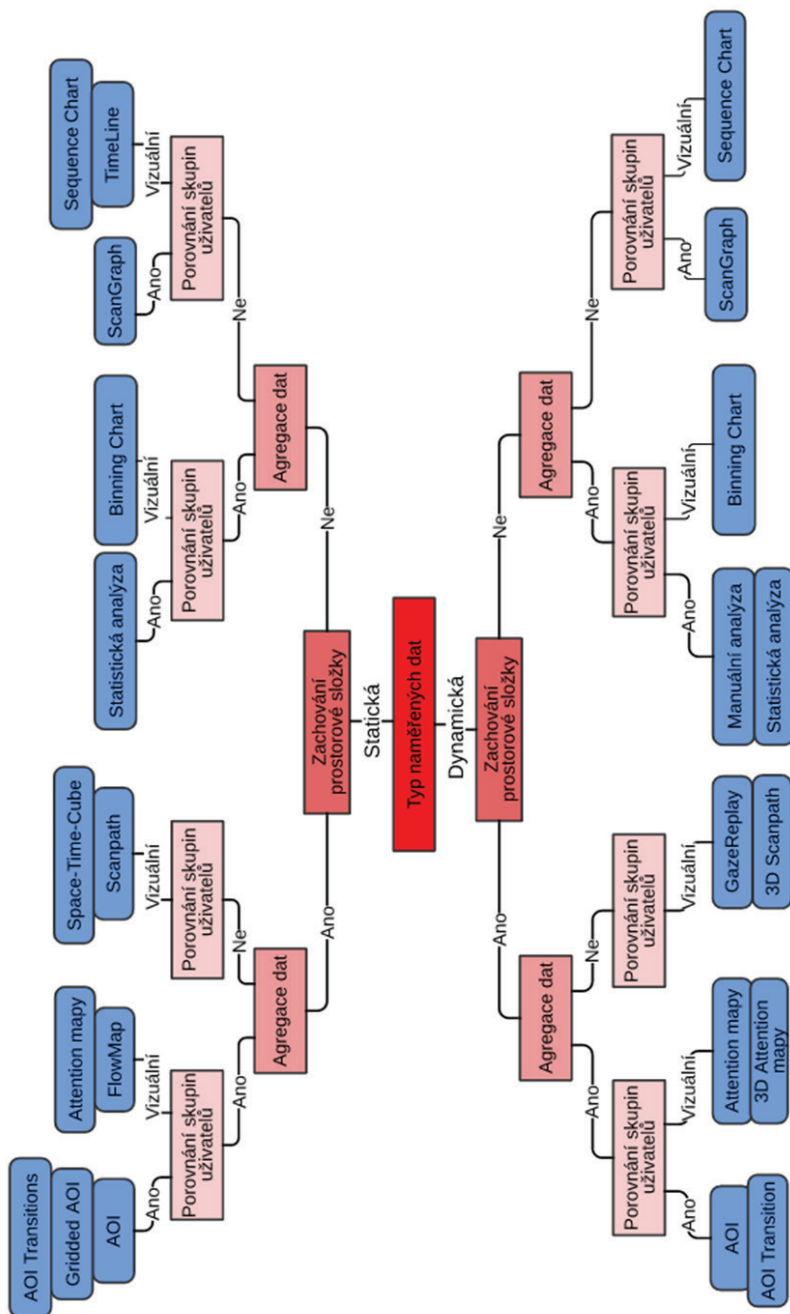 AOI Transitions
Gridded AOI
AOI
Attention mapy
FlowMap
Space-Time-Cube
Scanpath
Statistická analýza
Binning Chart
ScanGraph
Sequence Chart
TimeLine
Ano
Vizuální
Vizuální
Ano
Vizuální
Ano
Vizuální
Porovnání skupin
uživatelů
Porovnání skupin
uživatelů
Porovnání skupin
uživatelů
Porovnání skupin
uživatelů
Ano
Ne
Ano
Ne
Agregace dat
Agregace dat
Ano
Ne
Zachování
prostorové složky
Statická
Typ naměřených dat
Dynamická
Zachování
prostorové složky
Ano
Ne
Agregace dat
Agregace dat
Ano
Ne
Ano
Ne
Porovnání skupin
uživatelů
Porovnání skupin
uživatelů
Porovnání skupin
uživatelů
Porovnání skupin
uživatelů
Ano
Vizuální
Vizuální
Ano
Vizuální
Ano
Vizuální
AOI
AOI Transition
Attention mapy
3D Attention
mapy
GazeReplay
3D Scanpath
Manuální analýza
Statistická analýza
Binning Chart
ScanGraph
Sequence Chart